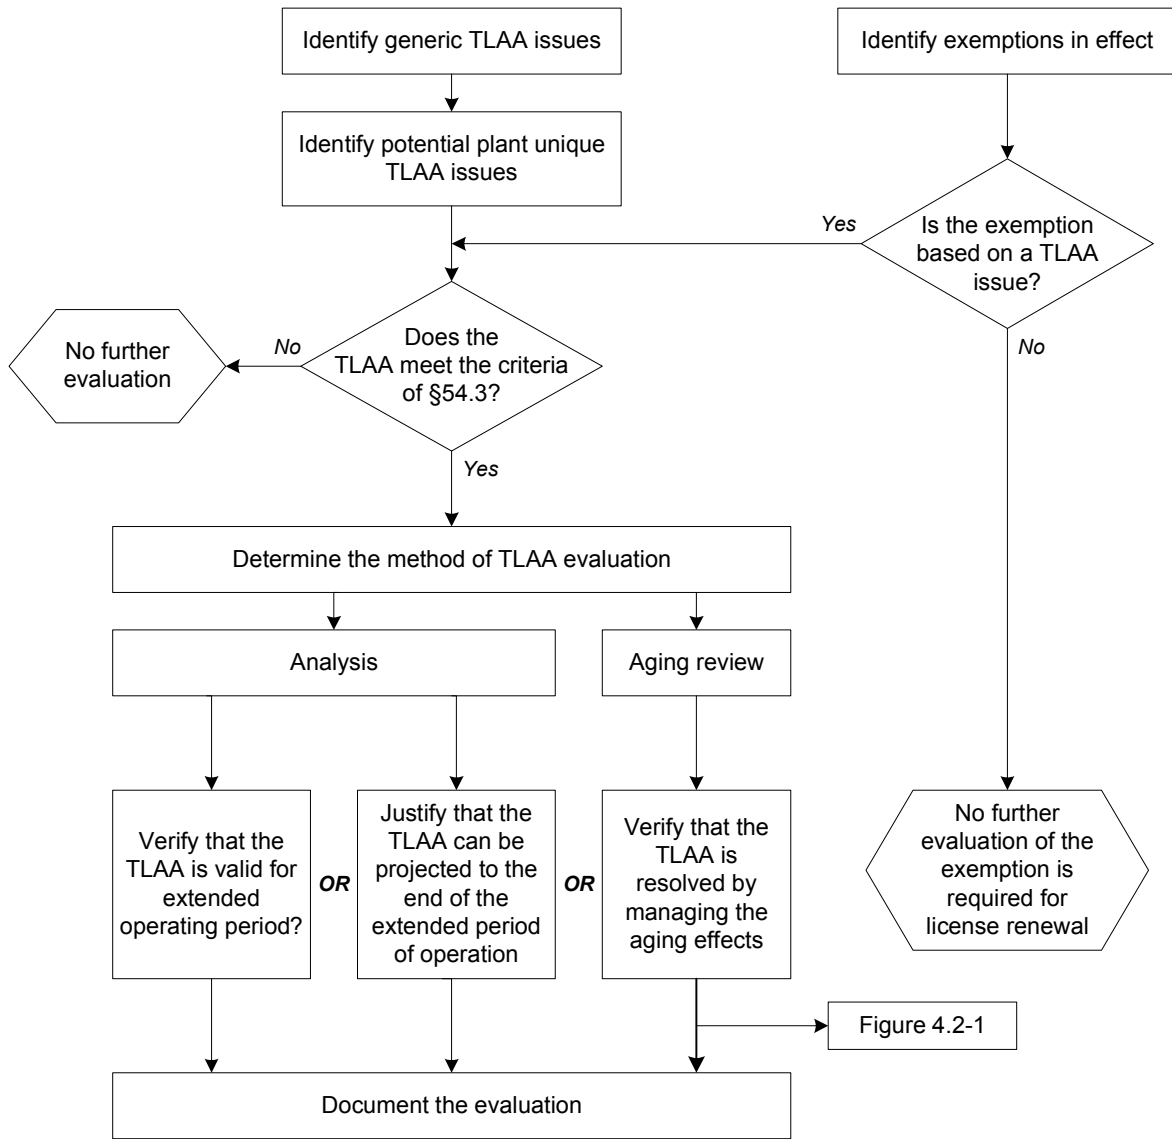 Identify generic TLAA issues
Identify exemptions in effect
Identify potential plant unique
TLAA issues
Yes
Is the exemption
based on a TLAA
issue?
No
Does the
TLAA meet the criteria
of §54.3?
No
No further
evaluation
Yes
Determine the method of TLAA evaluation
Analysis
Aging review
Verify that the
TLAA is valid for
extended
operating period?
OR
Justify that the
TLAA can be
projected to the
end of the
extended period
of operation
OR
Verify that the
TLAA is
resolved by
managing the
aging effects
No further
evaluation of the
exemption is
required for
license renewal
Figure 4.2-1
Document the evaluation